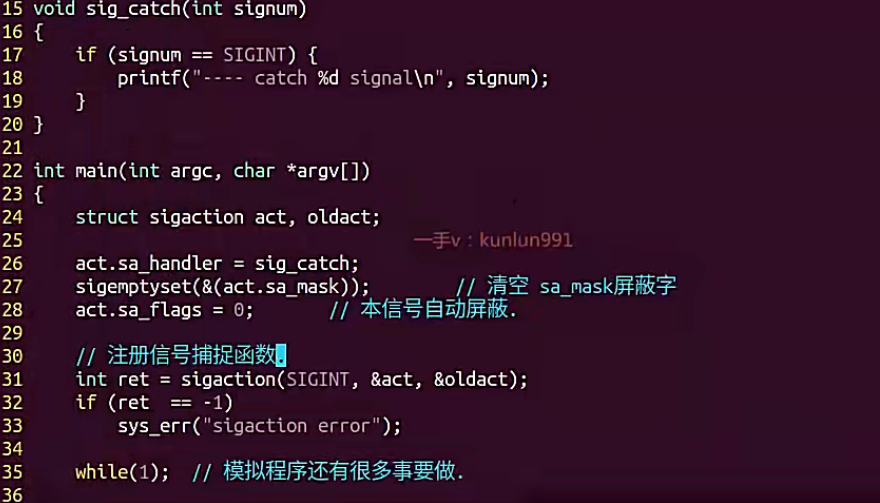 15 void sig_catch(int signum)
16 {
17     if (signum == SIGINT) {
18         printf("---- catch %d signal\n", signum);
19     }
20 }
21
22 int main(int argc, char *argv[])
23 {
24     struct sigaction act, oldact;
25
一手v：kunlun991
26     act.sa_handler = sig_catch;
27     sigemptyset(&(act.sa_mask));        // 清空 sa_mask屏蔽字
28     act.sa_flags = 0;       // 本信号自动屏蔽.
29
30     // 注册信号捕捉函数.
31     int ret = sigaction(SIGINT, &act, &oldact);
32     if (ret  == -1)
33         sys_err("sigaction error");
34
35     while(1);  // 模拟程序还有很多事要做.
36